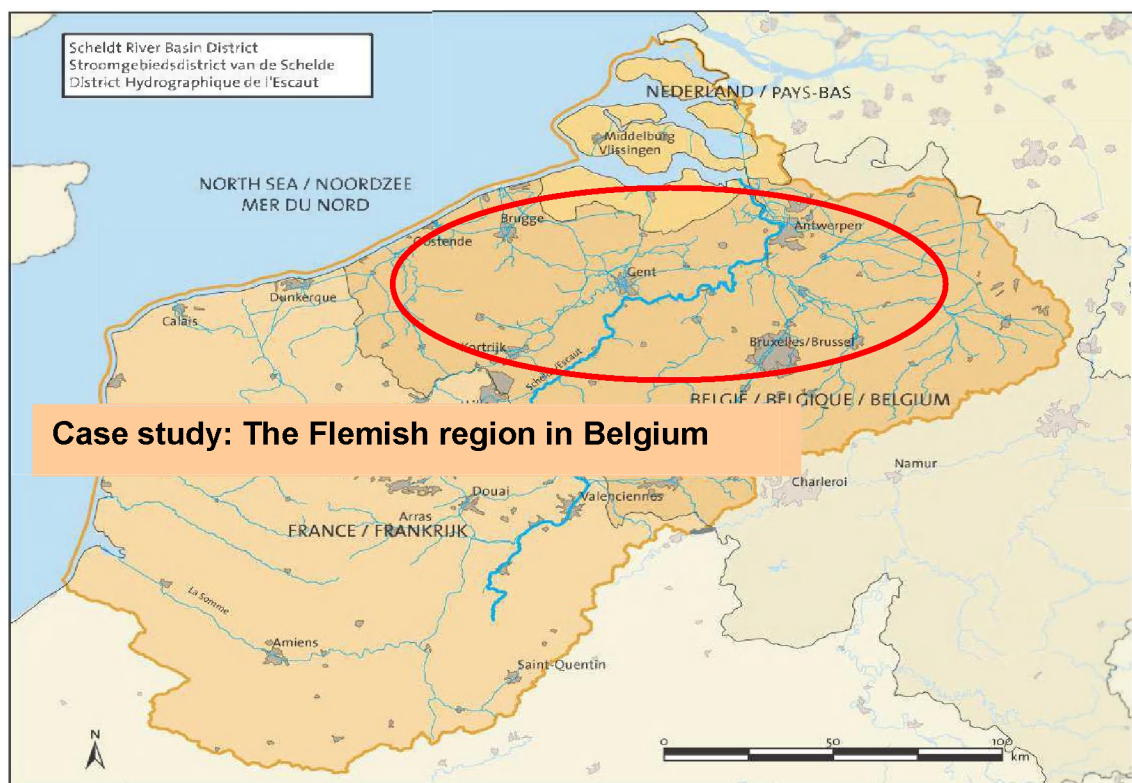 Scheldt River Basin District
Stroomgebiedsdistrict van de Schelde
District Hydrographique de l'Escaut
NEDERLAND / PAYS-BAS
Middelburg
Vlissingen
NORTH SEA / NOORDZEE
MER DU NORD
Brugge
Oostende
Antwerpen
Gent
Dunkerque
Calais
Kortrijk
Bruxelles/Brussel
Schelde/Escaut
BELGIË / BELGIQUE / BELGIUM
Case study: The Flemish region in Belgium
Namur
Charleroi
Douai
Valenciennes
Arras
FRANCE / FRANKRIJK
La Somme
Amiens
Saint-Quentin
N
0 50 100
km